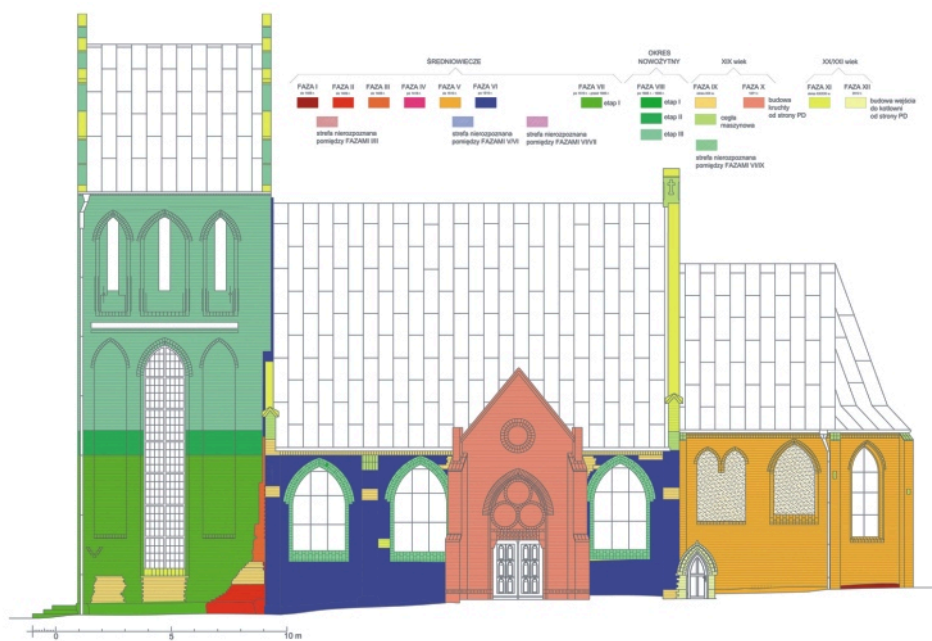 ŚREDNIOWIECZE
OKRES
NOWOŻYTNY
XIX wiek
XX/XXI wiek
FAZA I
FAZA II
FAZA III
FAZA IV
FAZA V
FAZA VI
FAZA VII
FAZA VIII
FAZA IX
FAZA X
FAZA XI
FAZA XII
etap I
etap I
etap II
etap III
cegła
maszynowa
budowa
kruchty
od strony PD
budowa wejścia
do kotłowni
od strony PD
strefa nierozpoznana
pomiędzy FAZAMI I/II
strefa nierozpoznana
pomiędzy FAZAMI V/VI
strefa nierozpoznana
pomiędzy FAZAMI VI/VII
strefa nierozpoznana
pomiędzy FAZAMI VI/IX
0 5 10 m